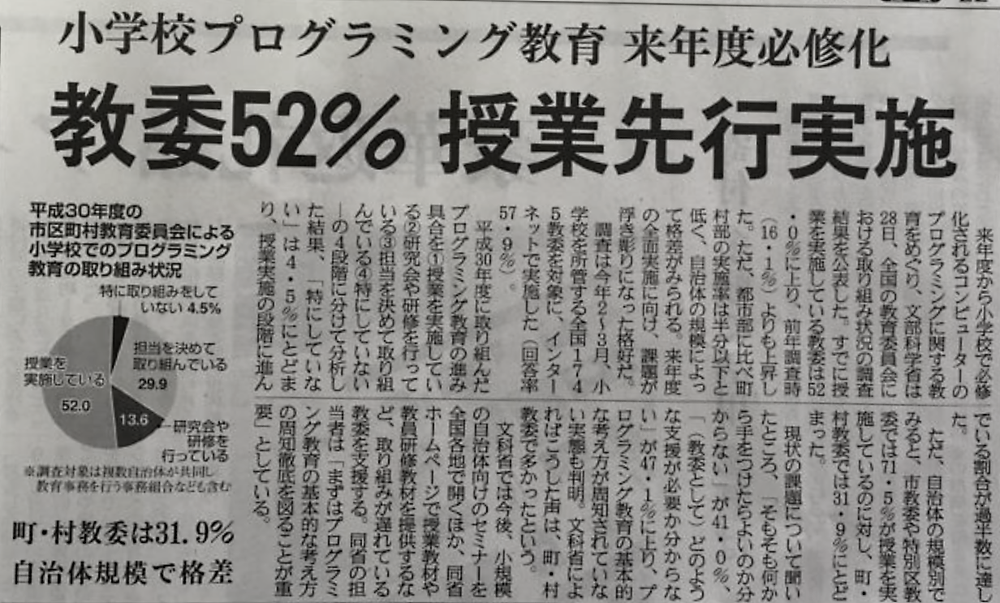 小学校プログラミング教育 来年度必修化
教委52% 授業先行実施
来年度から小学校で必修
化されるコンピューターの
プログラミングに関する教
育をめぐり、文部科学省は
28日、全国の教育委員会に
おける取り組み状況の調査
結果を公表した。すでに授
業を実施している教委は52
・0％に上り、前年調査時
（16・1％）よりも上昇し
た。ただ、都市部に比べ町
村部の実施率は半分以下と
低く、自治体の規模によっ
て格差がみられる。来年度
の全面実施に向け、課題が
浮き彫りになった格好だ。
調査は今年2〜3月、小
学校を所管する全国174
5教委を対象に、インター
ネットで実施した（回答率
57・9％）。
平成30年度に取り組んだ
プログラミング教育の進み
具合を①授業を実施してい
る②研究会や研修を行って
いる③担当を決めて取り組
んでいる④特にしていない
―の4段階に分けて分析し
た結果、「特にしていな
い」は4・5％にとどま
り、授業実施の段階に進ん
でいる割合が過半数に達し
た。
ただ、自治体の規模別で
みると、市教委や特別区教
委では71・5％が授業を実
施しているのに対し、町・
村教委では31・9％にとど
まった。
現状の課題について聞い
たところ、「そもそも何か
ら手をつけたらよいのか分
からない」が41・0％、
「（教委として）どのよう
な支援が必要か分からな
い」が47・1％に上り、プ
ログラミング教育の基本的
な考え方が周知されていな
い実態も判明。文科省によ
ればこうした声は、町・村
教委で多かったという。
文科省では今後、小規模
の自治体向けのセミナーを
全国各地で開くほか、同省
ホームページで授業教材や
教員研修教材を提供するな
ど、取り組みが遅れている
教委を支援する。同省の担
当者は「まずはプログラミ
ング教育の基本的な考え方
の周知徹底を図ることが重
要」としている。
平成30年度の
市区町村教育委員会による
小学校でのプログラミング
教育の取り組み状況
特に取り組みをして
いない 4.5%
担当を決めて
取り組んでいる
29.9
授業を
実施している
52.0
13.6
研究会や
研修を
行っている
※調査対象は複数自治体が共同し
教育事務を行う事務組合なども含む
町・村教委は31.9%
自治体規模で格差